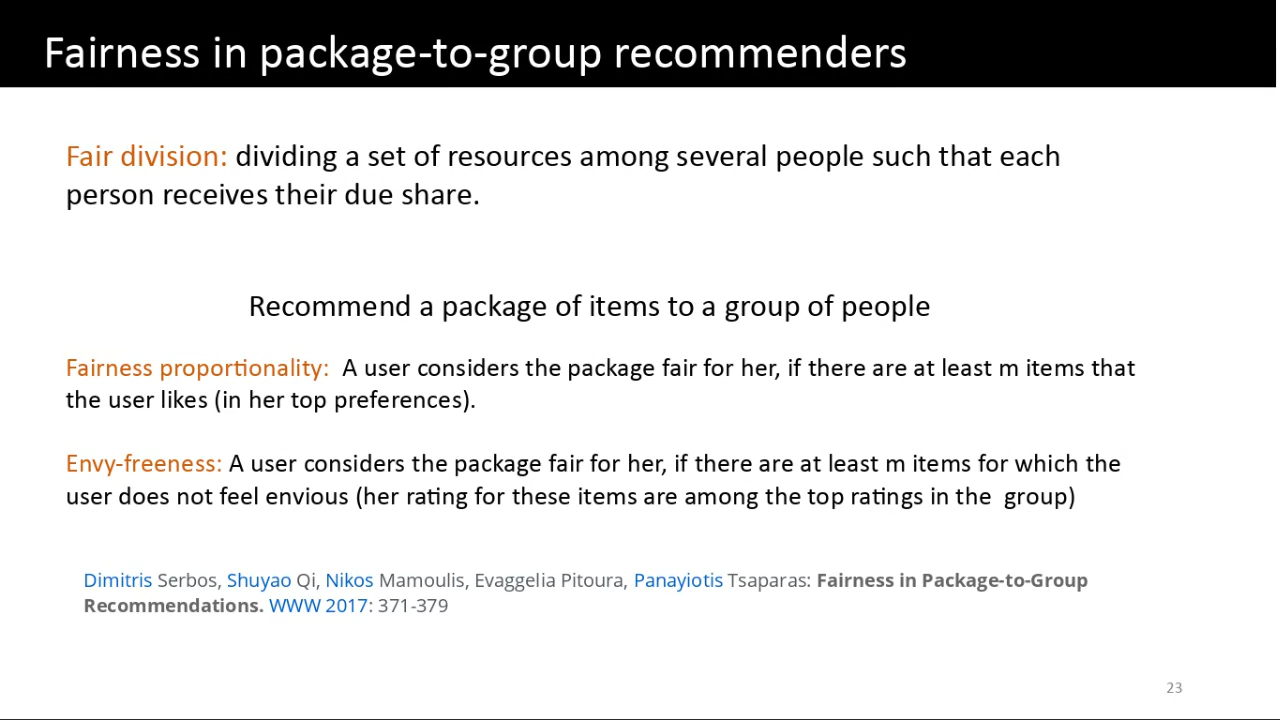 Fairness in package-to-group recommenders
Fair division: dividing a set of resources among several people such that each
person receives their due share.
Recommend a package of items to a group of people
Fairness proportionality:  A user considers the package fair for her, if there are at least m items that
the user likes (in her top preferences).
Envy-freeness: A user considers the package fair for her, if there are at least m items for which the
user does not feel envious (her rating for these items are among the top ratings in the  group)
Dimitris Serbos, Shuyao Qi, Nikos Mamoulis, Evaggelia Pitoura, Panayiotis Tsaparas: Fairness in Package-to-Group
Recommendations. WWW 2017: 371-379
23